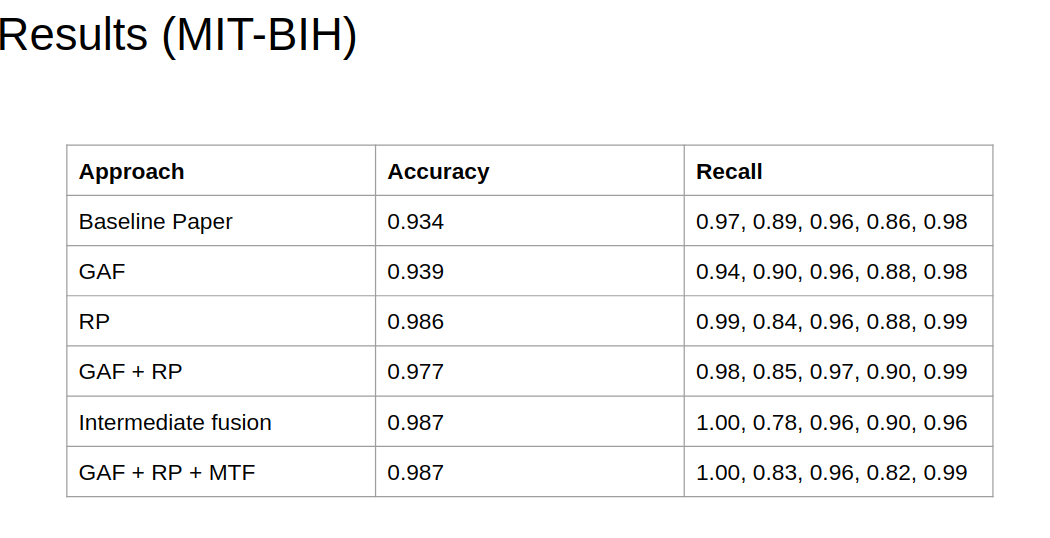 Results (MIT-BIH)
Approach Accuracy Recall
Baseline Paper 0.934 0.97, 0.89, 0.96, 0.86, 0.98
GAF 0.939 0.94, 0.90, 0.96, 0.88, 0.98
RP 0.986 0.99, 0.84, 0.96, 0.88, 0.99
GAF + RP 0.977 0.98, 0.85, 0.97, 0.90, 0.99
Intermediate fusion 0.987 1.00, 0.78, 0.96, 0.90, 0.96
GAF + RP + MTF 0.987 1.00, 0.83, 0.96, 0.82, 0.99